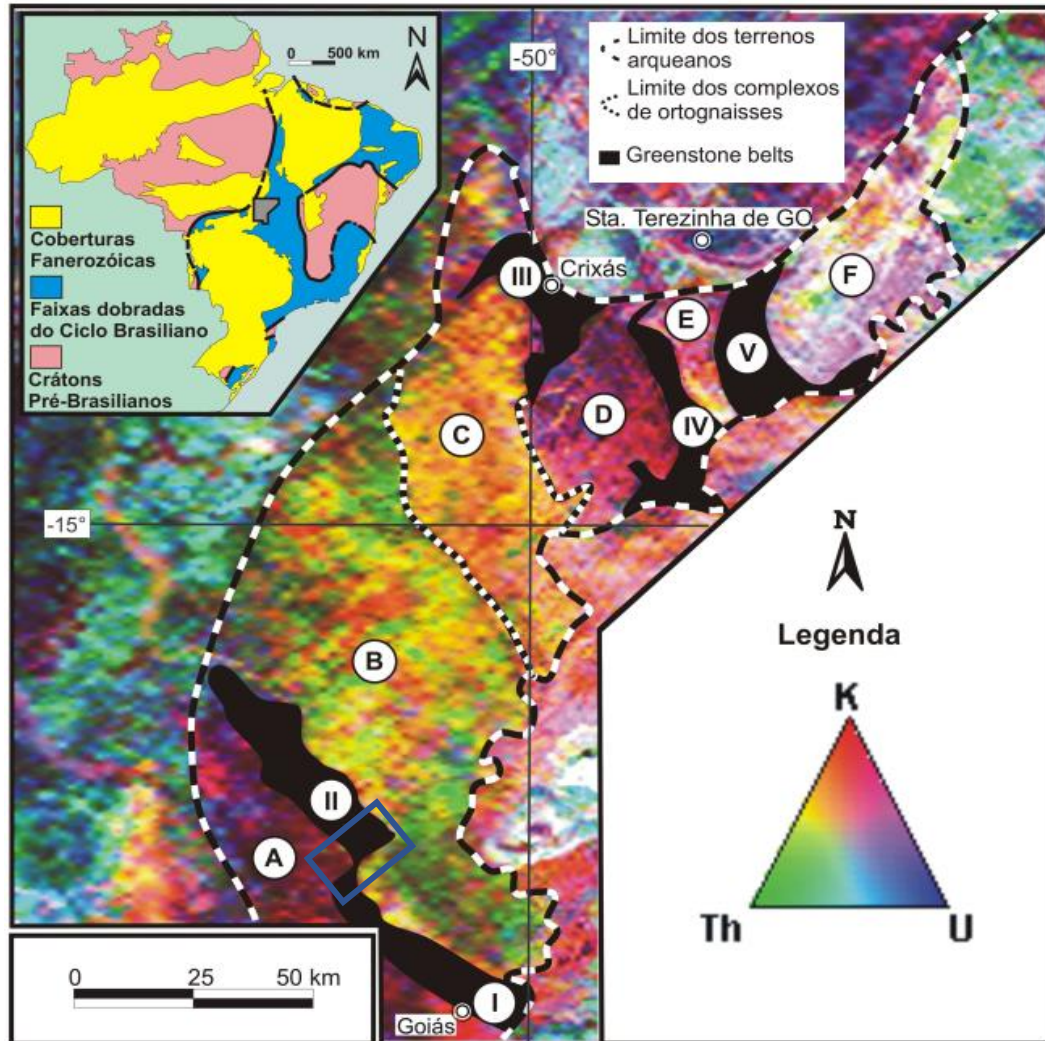 0 500 km
N
Coberturas
Fanerozóicas
Faixas dobradas
do Ciclo Brasiliano
Crátons
Pré-Brasilianos
-50°
Limite dos terrenos
arqueanos
Limite dos complexos
de ortognaisses
Greenstone belts
Sta. Terezinha de GO
Crixás
III
E
F
V
C
D
IV
-15°
N
Legenda
B
K
II
A
Th
U
0 25 50 km
I
Goiás